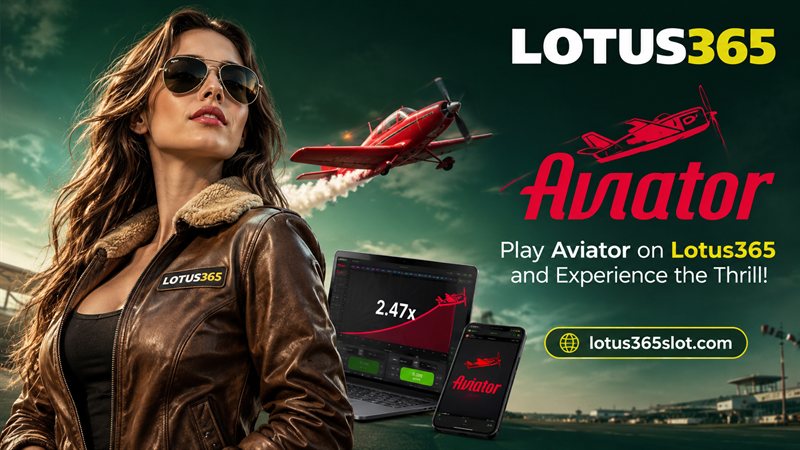 LOTUS365
Aviator
Play Aviator on Lotus365
and Experience the Thrill!
lotus365slot.com
LOTUS365
2.47x
Aviator